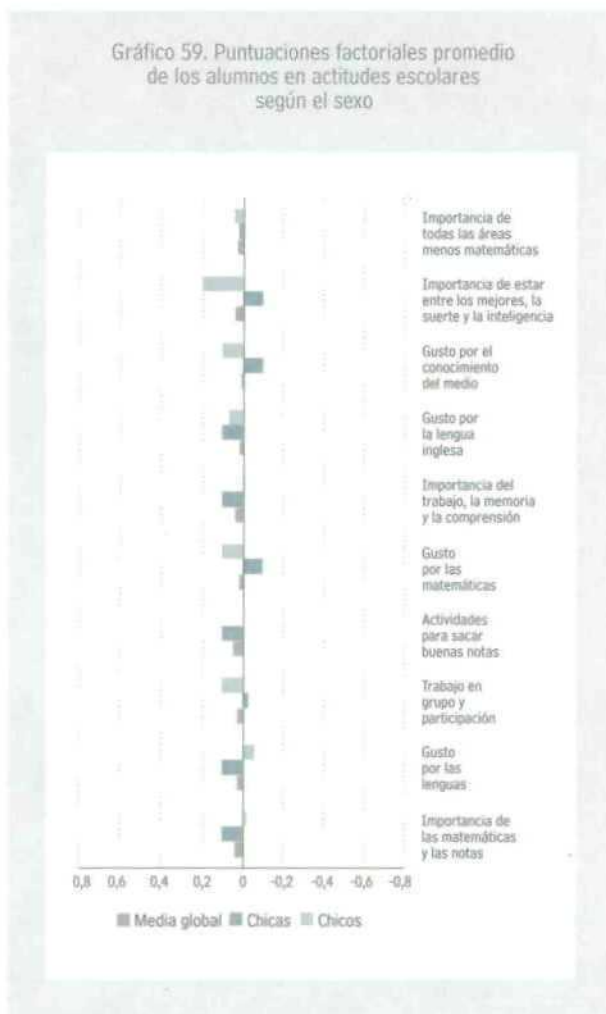 Gráfico 59. Puntuaciones factoriales promedio
de los alumnos en actitudes escolares
según el sexo
Importancia de
todas las áreas
menos matemáticas
Importancia de estar
entre los mejores, la
suerte y la inteligencia
Gusto por el
conocimiento
del medio
Gusto por
la lengua
inglesa
Importancia del
trabajo, la memoria
y la comprensión
Gusto
por las
matemáticas
Actividades
para sacar
buenas notas
Trabajo en
grupo y
participación
Gusto
por las
lenguas
Importancia de
las matemáticas
y las notas
0,8 0,6 0,4 0,2 0 -0,2 -0,4 -0,6 -0,8
Media global Chicas Chicos